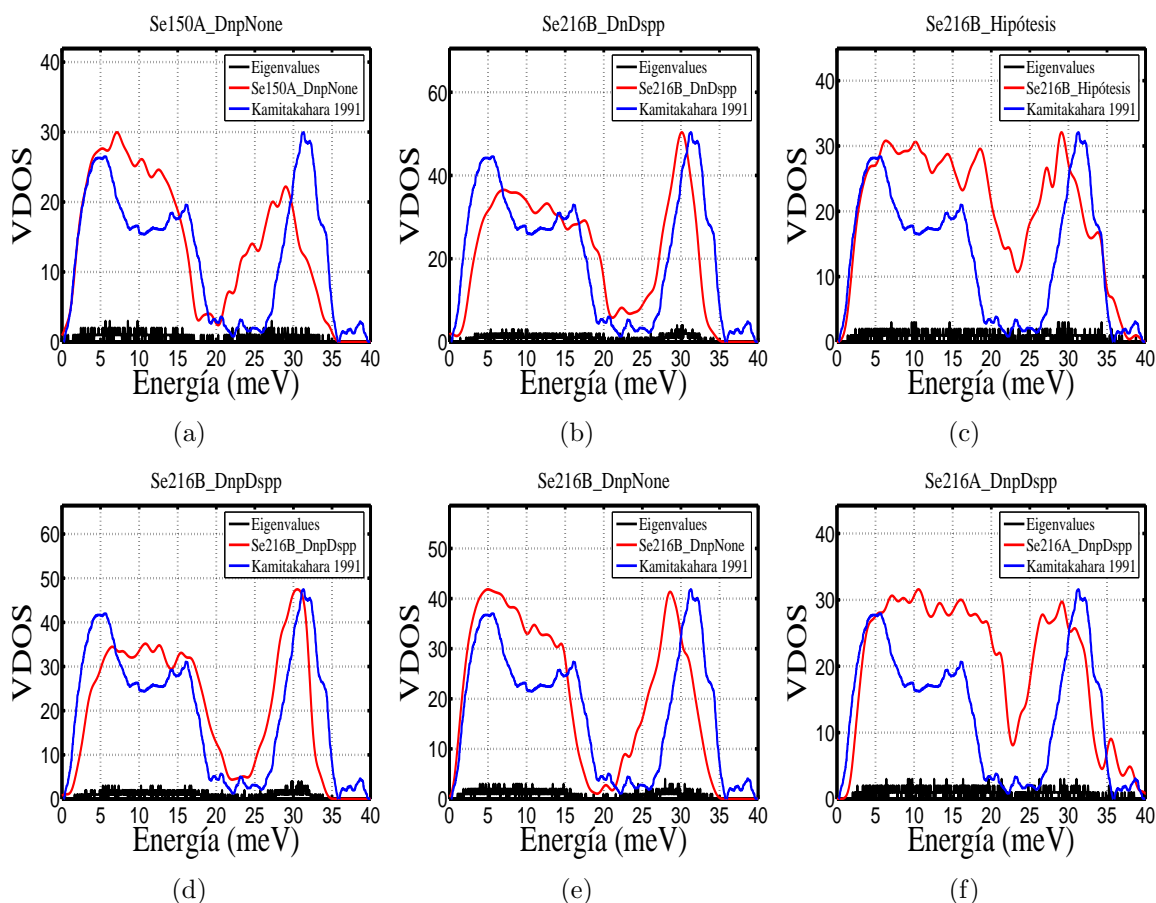 Se150A_DnpNone
VDOS
40
30
20
10
0
Eigenvalues
Se150A_DnpNone
Kamitakahara 1991
0 5 10 15 20 25 30 35 40
Energía (meV)
(a)
Se216B_DnDspp
VDOS
60
40
20
0
Eigenvalues
Se216B_DnDspp
Kamitakahara 1991
0 5 10 15 20 25 30 35 40
Energía (meV)
(b)
Se216B_Hipótesis
VDOS
40
30
20
10
0
Eigenvalues
Se216B_Hipótesis
Kamitakahara 1991
0 5 10 15 20 25 30 35 40
Energía (meV)
(c)
Se216B_DnpDspp
VDOS
60
50
40
30
20
10
0
Eigenvalues
Se216B_DnpDspp
Kamitakahara 1991
0 5 10 15 20 25 30 35 40
Energía (meV)
(d)
Se216B_DnpNone
VDOS
50
40
30
20
10
0
Eigenvalues
Se216B_DnpNone
Kamitakahara 1991
0 5 10 15 20 25 30 35 40
Energía (meV)
(e)
Se216A_DnpDspp
VDOS
40
30
20
10
0
Eigenvalues
Se216A_DnpDspp
Kamitakahara 1991
0 5 10 15 20 25 30 35 40
Energía (meV)
(f)